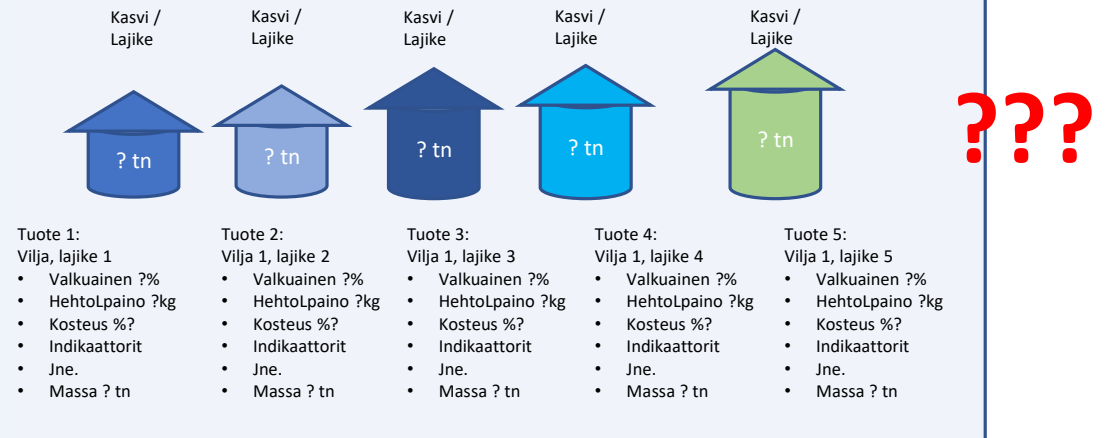 Kasvi /
Lajike
Kasvi /
Lajike
Kasvi /
Lajike
Kasvi /
Lajike
Kasvi /
Lajike
? tn
? tn
? tn
? tn
? tn
???
Tuote 1:
Vilja, lajike 1
• Valkuainen ?%
• HehtoLpaino ?kg
• Kosteus %?
• Indikaattorit
• Jne.
• Massa ? tn
Tuote 2:
Vilja 1, lajike 2
• Valkuainen ?%
• HehtoLpaino ?kg
• Kosteus %?
• Indikaattorit
• Jne.
• Massa ? tn
Tuote 3:
Vilja 1, lajike 3
• Valkuainen ?%
• HehtoLpaino ?kg
• Kosteus %?
• Indikaattorit
• Jne.
• Massa ? tn
Tuote 4:
Vilja 1, lajike 4
• Valkuainen ?%
• HehtoLpaino ?kg
• Kosteus %?
• Indikaattorit
• Jne.
• Massa ? tn
Tuote 5:
Vilja 1, lajike 5
• Valkuainen ?%
• HehtoLpaino ?kg
• Kosteus %?
• Indikaattorit
• Jne.
• Massa ? tn